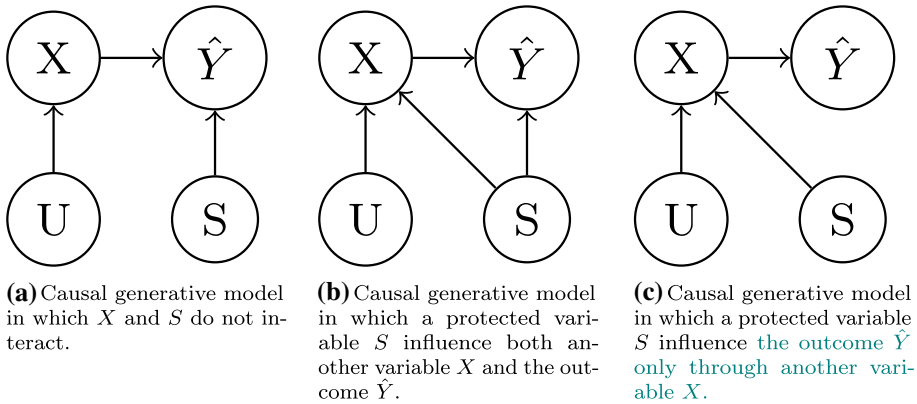 X Ŷ X Ŷ X Ŷ
U S U S U S
(a) Causal generative model
in which X and S do not in-
teract.
(b) Causal generative model
in which a protected vari-
able S influence both an-
other variable X and the out-
come Ŷ.
(c) Causal generative model
in which a protected variable
S influence the outcome Ŷ
only through another vari-
able X.